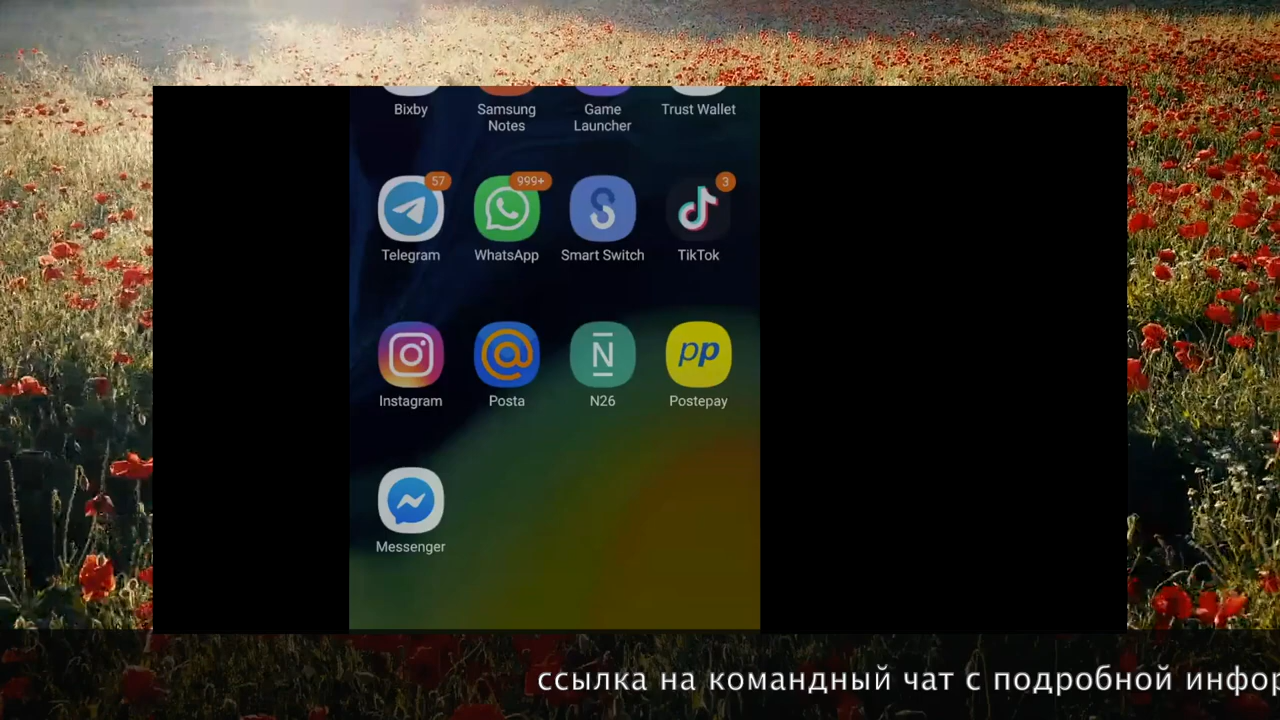 Bixby
Samsung Notes
Game Launcher
Trust Wallet
57
999+
3
Telegram
WhatsApp
Smart Switch
TikTok
N
pp
Instagram
Posta
N26
Postepay
Messenger
ссылка на командный чат с подробной инфор